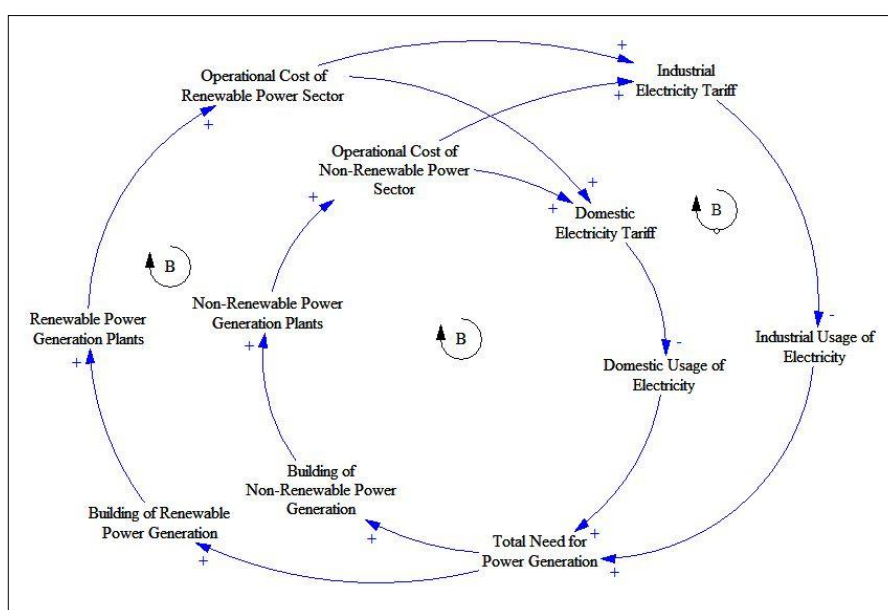 +
Operational Cost of
Renewable Power Sector
+
Industrial
Electricity Tariff
+
+
Operational Cost of
Non-Renewable Power
Sector
+
+
+
Domestic
Electricity Tariff
B
B
Non-Renewable Power
Generation Plants
Renewable Power
Generation Plants
+
+
B
-
-
Industrial Usage of
Electricity
Domestic Usage of
Electricity
Building of
Non-Renewable Power
Generation
Building of Renewable
Power Generation
+
+
+
+
Total Need for
Power Generation